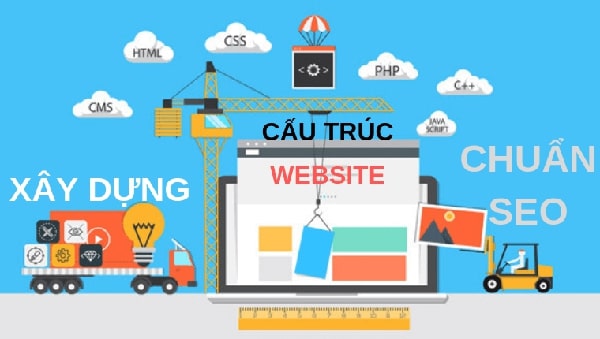 HTML
CSS
PHP
C++
CMS
JAVA
SCRIPT
XÂY DỰNG
CẤU TRÚC
WEBSITE
CHUẨN
SEO